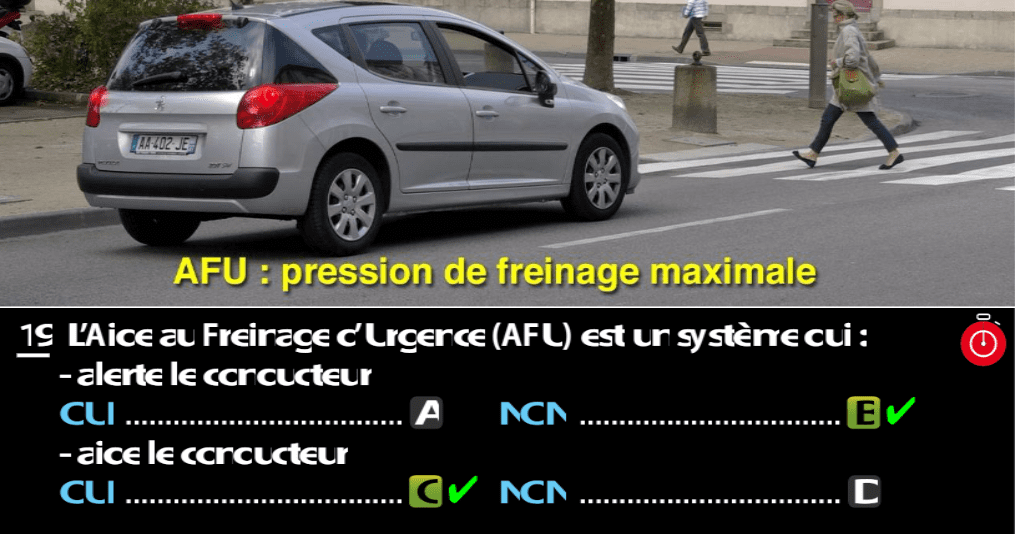 AA-402-JE
AFU : pression de freinage maximale
19 L'Aide au Freinage d'Urgence (AFU) est un système qui :
- alerte le conducteur
OUI .................................. A NON ................................ B ✔
- aide le conducteur
OUI .................................. C ✔ NON ................................ D